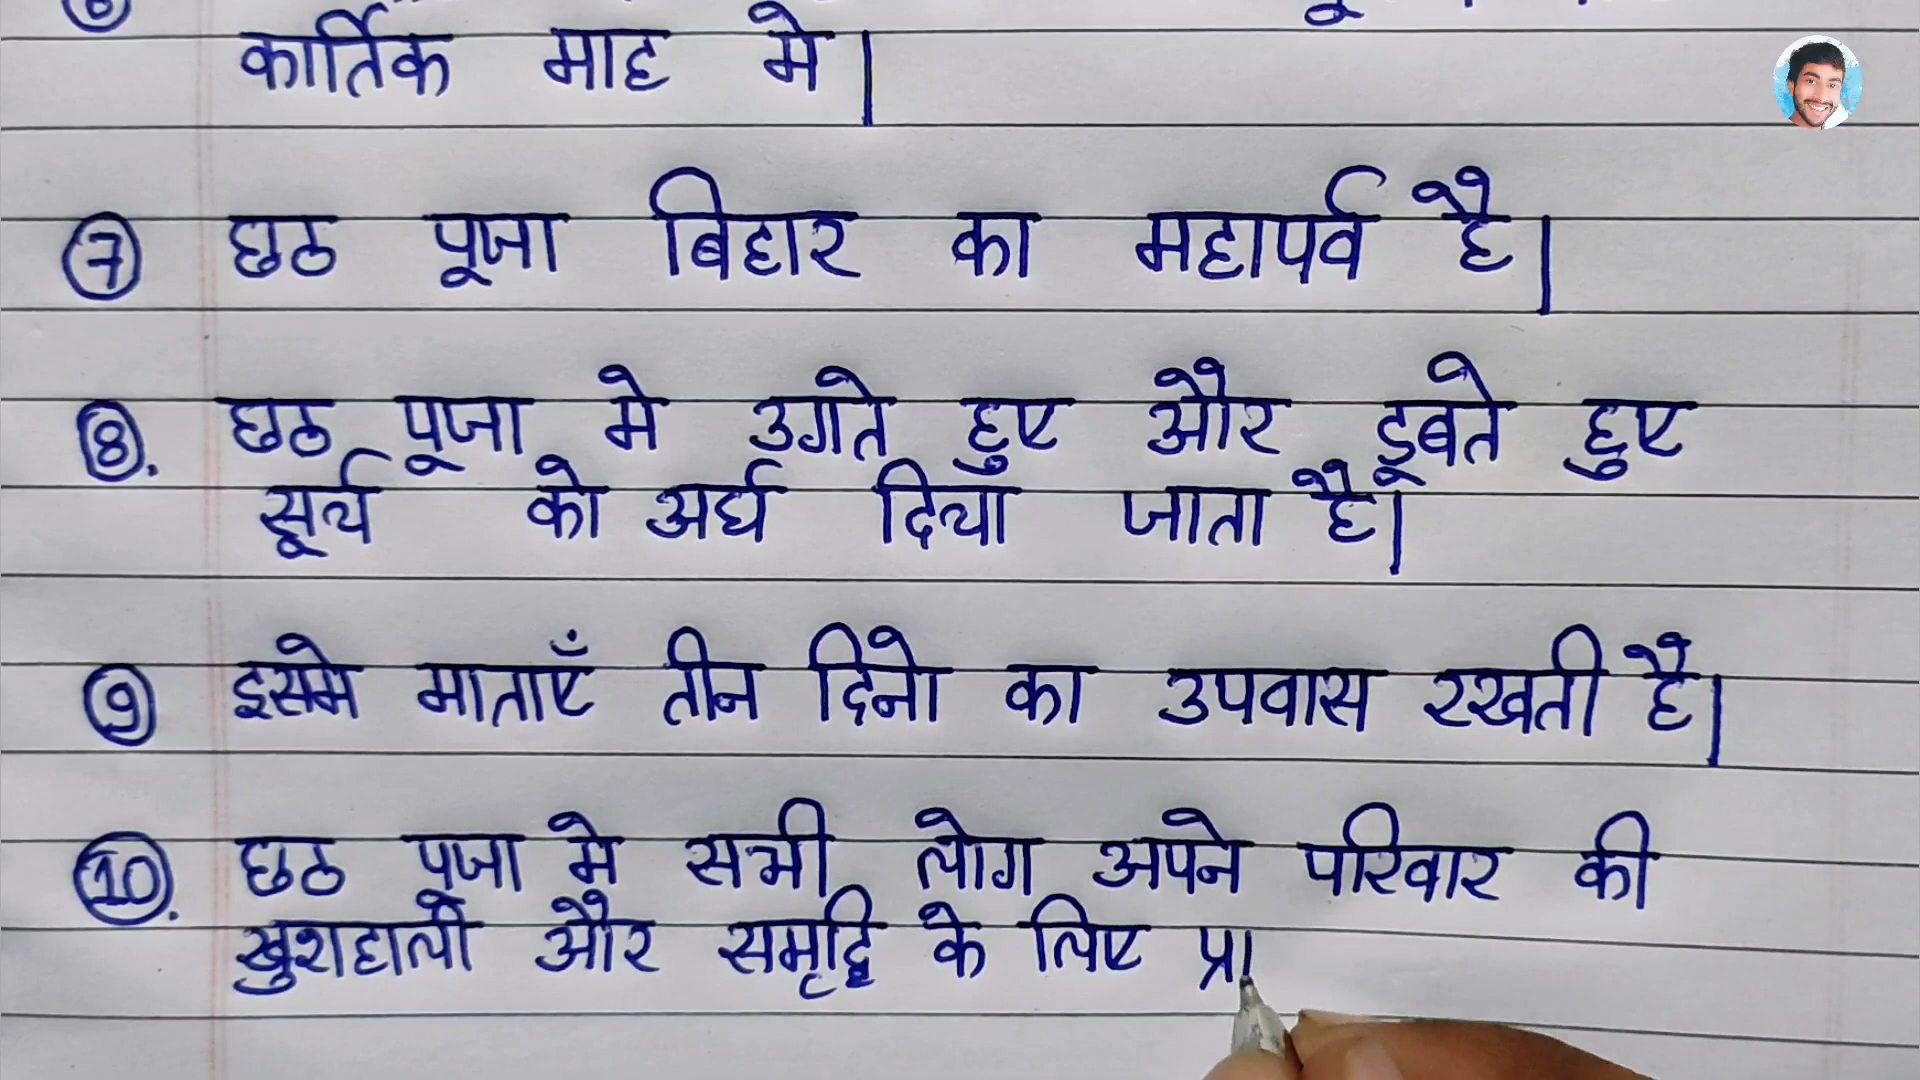 कार्तिक माह मे।
7 छठ पूजा बिहार का महापर्व है।
8. छठ पूजा मे उगते हुए और डूबते हुए
सूर्य को अर्घ दिया जाता है।
9 इसमे माताएँ तीन दिनो का उपवास रखती है।
10. छठ पूजा मे सभी लोग अपने परिवार की
खुशहाली और समृद्धि के लिए प्रा